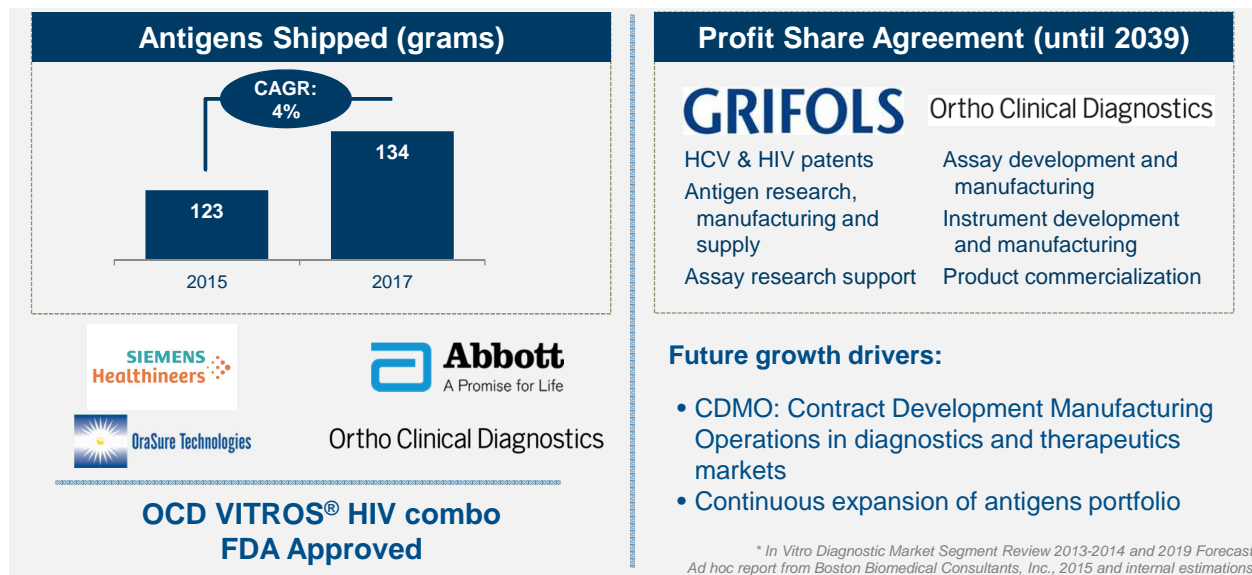 Antigens Shipped (grams)
CAGR:
4%
123
134
2015
2017
SIEMENS
Healthineers
Abbott
A Promise for Life
OraSure Technologies
Ortho Clinical Diagnostics
OCD VITROS® HIV combo
FDA Approved
Profit Share Agreement (until 2039)
GRIFOLS
HCV & HIV patents
Antigen research,
manufacturing and
supply
Assay research support
Ortho Clinical Diagnostics
Assay development and
manufacturing
Instrument development
and manufacturing
Product commercialization
Future growth drivers:
• CDMO: Contract Development Manufacturing
Operations in diagnostics and therapeutics
markets
• Continuous expansion of antigens portfolio
* In Vitro Diagnostic Market Segment Review 2013-2014 and 2019 Forecast
Ad hoc report from Boston Biomedical Consultants, Inc., 2015 and internal estimations